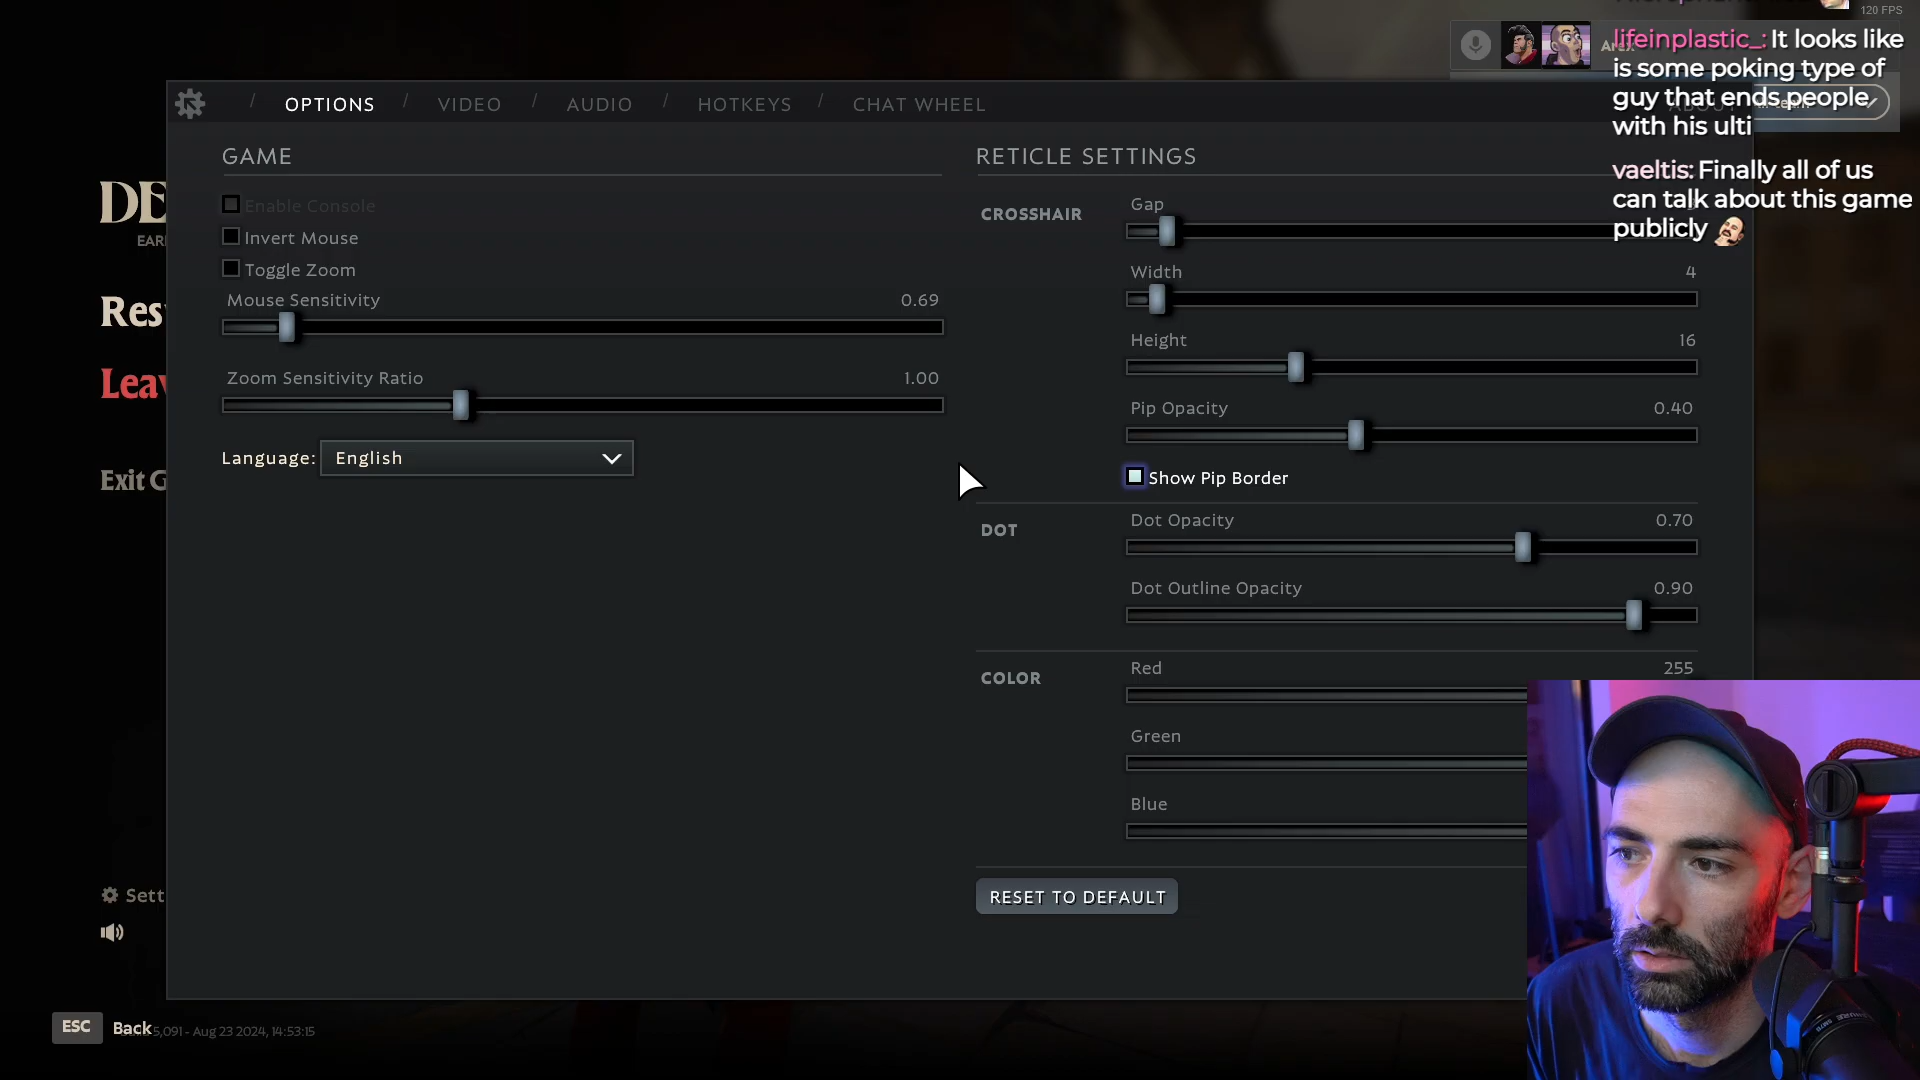 120 FPS
lifeinplastic_: It looks like
is some poking type of
guy that ends people
with his ulti
vaeltis: Finally all of us
can talk about this game
publicly
OPTIONS
VIDEO
AUDIO
HOTKEYS
CHAT WHEEL
GAME
Enable Console
Invert Mouse
Toggle Zoom
Mouse Sensitivity 0.69
Zoom Sensitivity Ratio 1.00
Language: English
RETICLE SETTINGS
CROSSHAIR
Gap
Width 4
Height 16
Pip Opacity 0.40
Show Pip Border
DOT
Dot Opacity 0.70
Dot Outline Opacity 0.90
COLOR
Red 255
Green
Blue
RESET TO DEFAULT
DE
EAR
Res
Leav
Exit G
Sett
ESC Back
5,091 - Aug 23 2024, 14:53:15